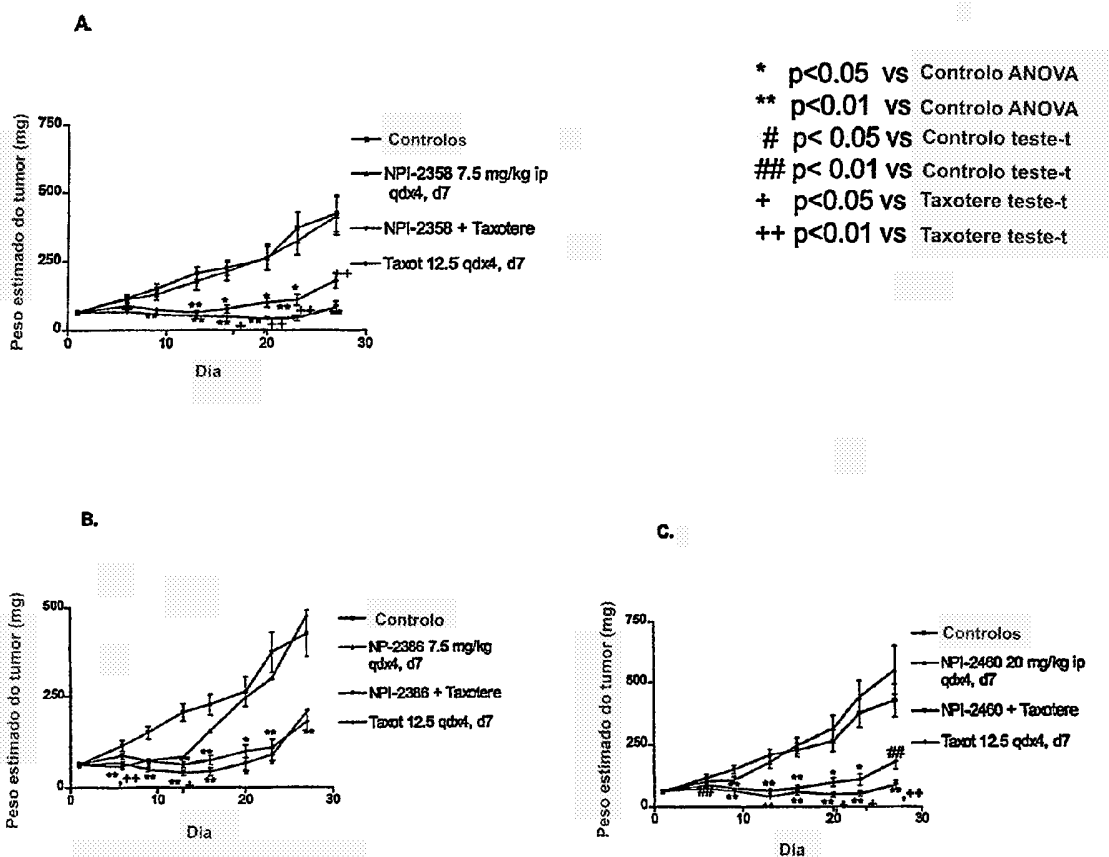 A.
* p<0.05 vs Controlo ANOVA
** p<0.01 vs Controlo ANOVA
# p< 0.05 vs Controlo teste-t
## p< 0.01 vs Controlo teste-t
+ p<0.05 vs Taxotere teste-t
++ p<0.01 vs Taxotere teste-t
Peso estimado do tumor (mg)
750
500
250
0
0
10
20
30
Dia
Controlos
NPI-2358 7.5 mg/kg ip
qdx4, d7
NPI-2358 + Taxotere
Taxot 12.5 qdx4, d7
B.
Peso estimado do tumor (mg)
500
250
0
0
10
20
30
Dia
Controlo
NP-2386 7.5 mg/kg
qdx4, d7
NPI-2386 + Taxotere
Taxot 12.5 qdx4, d7
C.
Peso estimado do tumor (mg)
750
500
250
0
0
10
20
30
Dia
Controlos
NPI-2460 20 mg/kg ip
qdx4, d7
NPI-2460 + Taxotere
Taxot 12.5 qdx4, d7